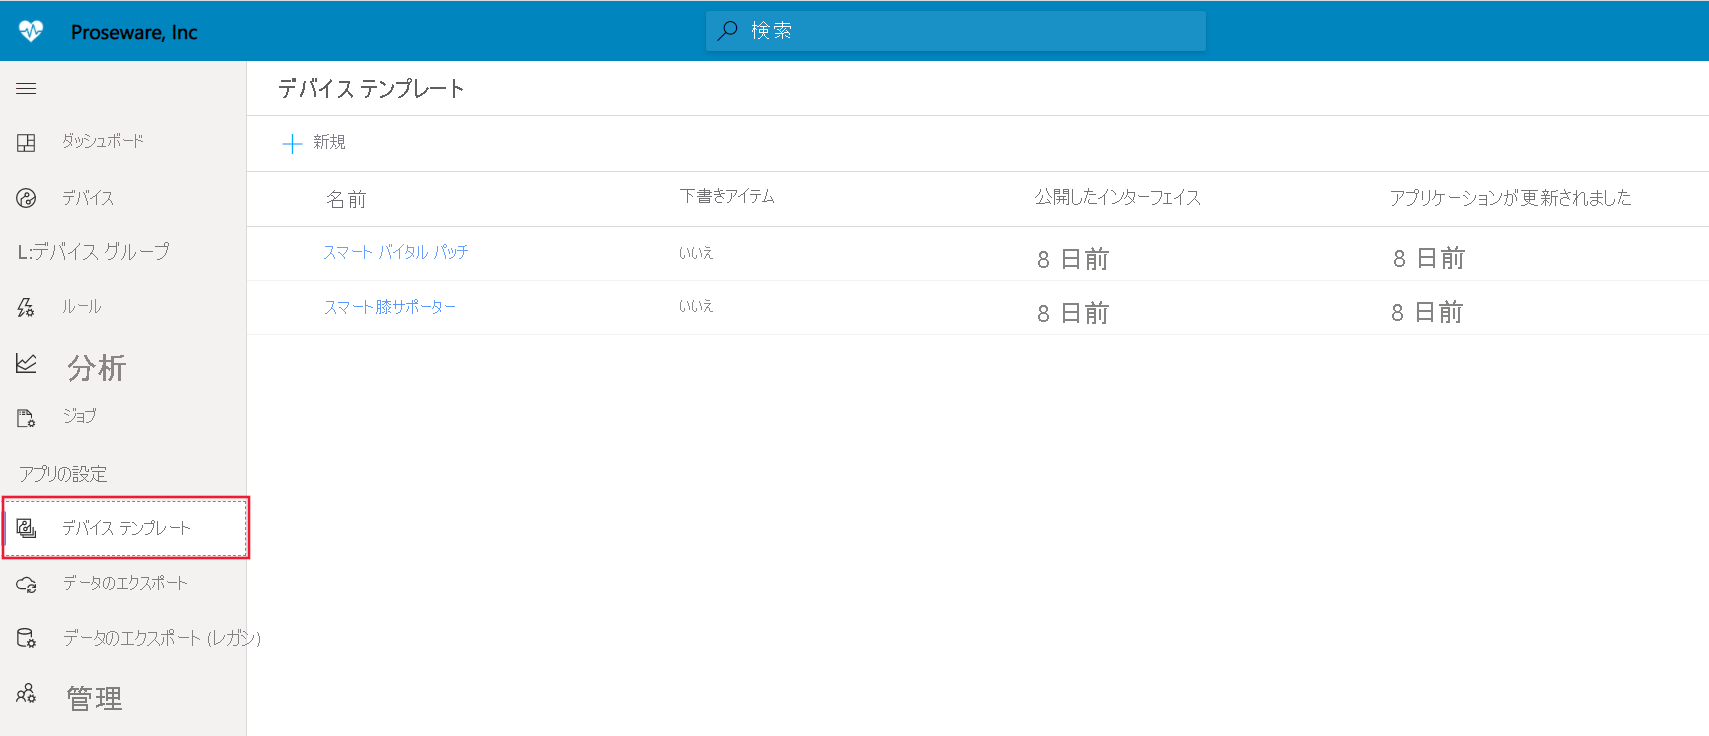 Proseware, Inc
検索
デバイス テンプレート
新規
名前 下書きアイテム 公開したインターフェイス アプリケーションが更新されました
スマート バイタル パッチ いいえ 8 日前 8 日前
スマート膝サポーター いいえ 8 日前 8 日前
ダッシュボード
デバイス
L:デバイス グループ
ルール
分析
ジョブ
アプリの設定
デバイス テンプレート
データのエクスポート
データのエクスポート (レガシ)
管理